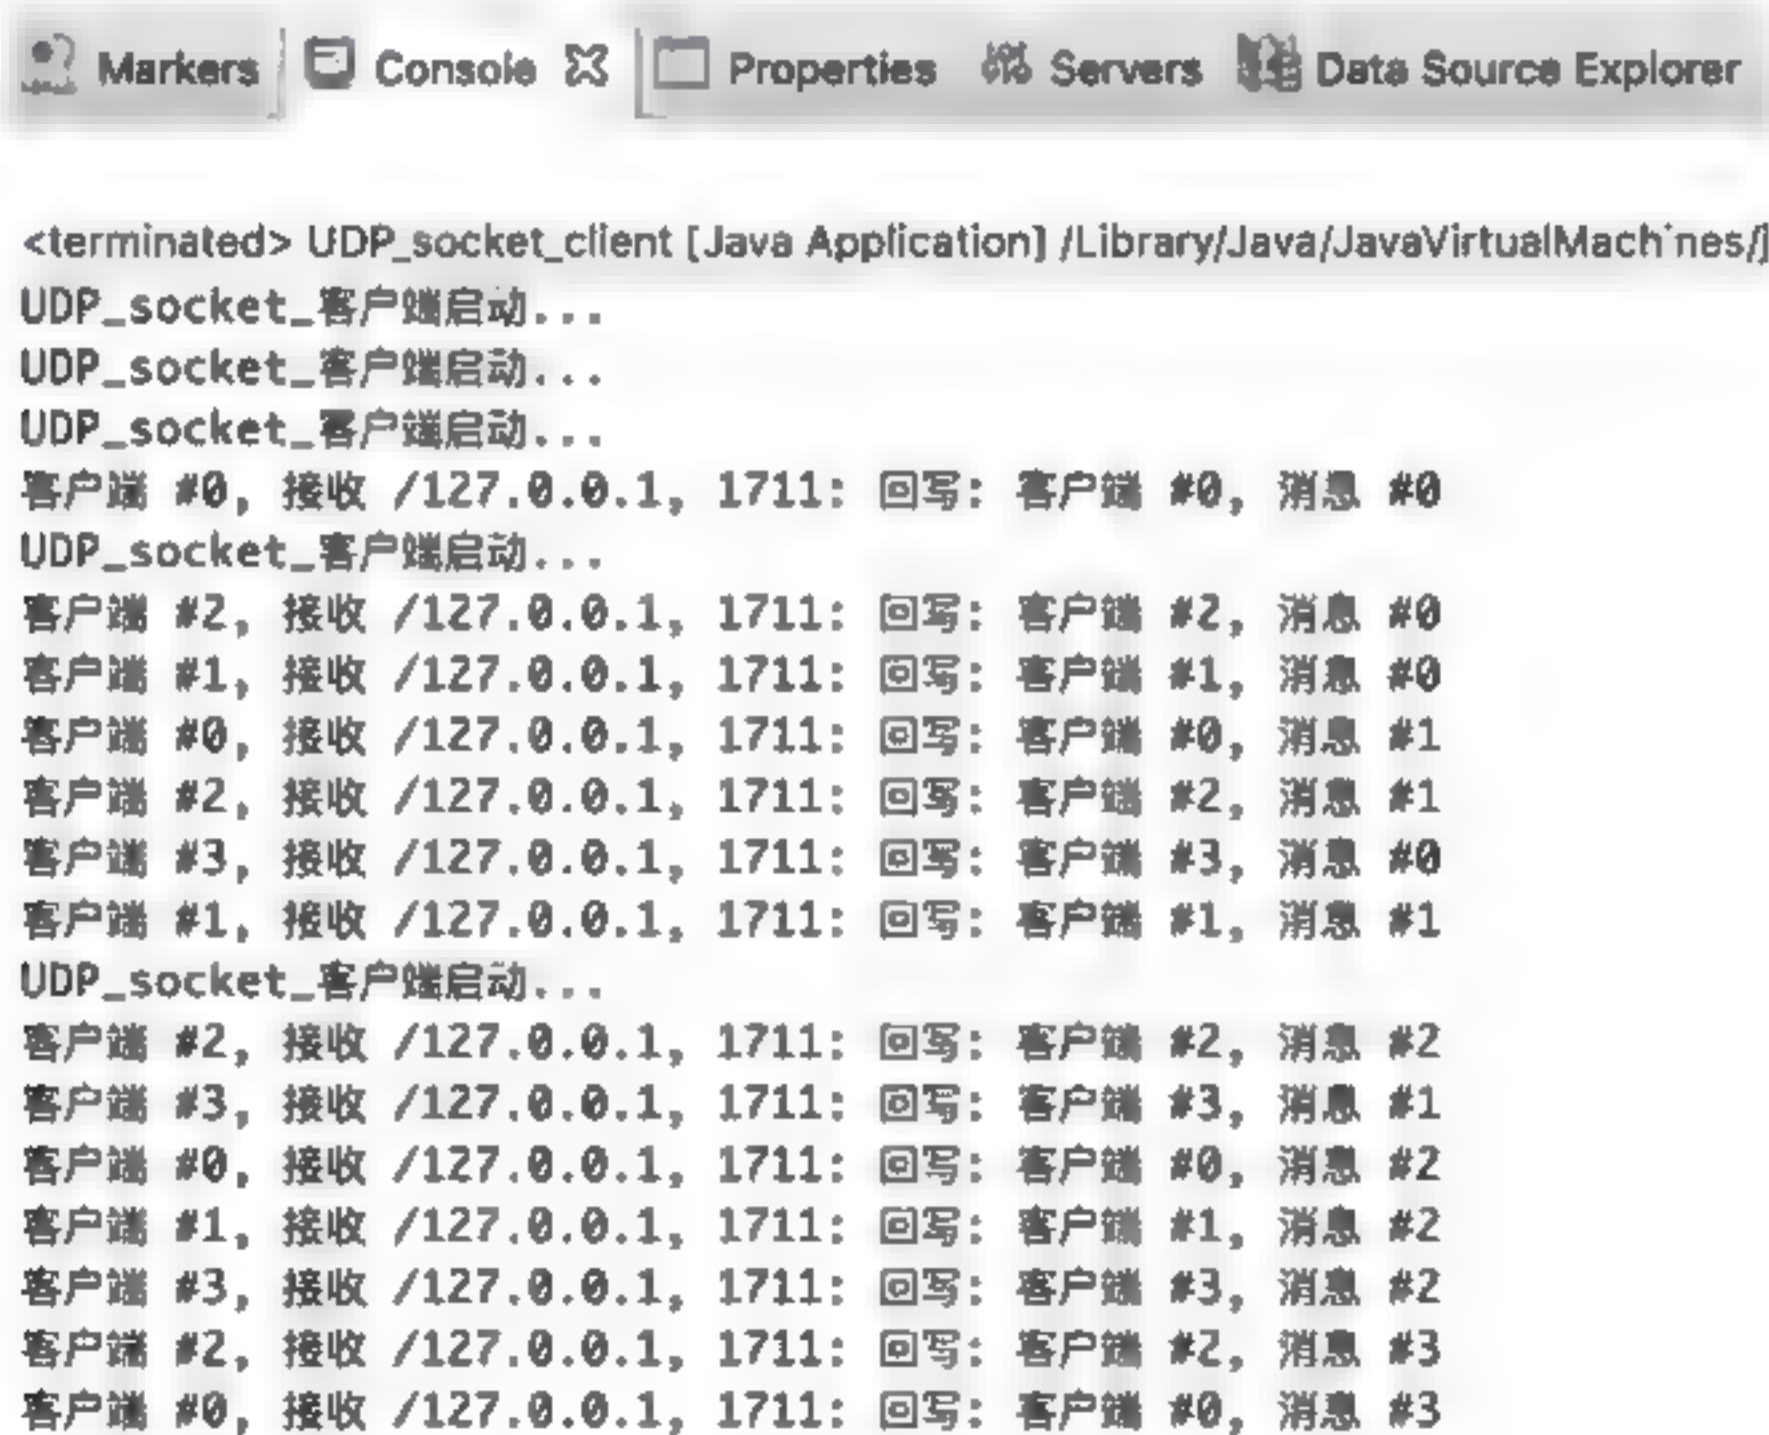 Markers Console Properties Servers Data Source Explorer
<terminated> UDP_socket_client [Java Application] /Library/Java/JavaVirtualMachines/j
UDP_socket_客户端启动...
UDP_socket_客户端启动...
UDP_socket_客户端启动...
客户端 #0, 接收 /127.0.0.1, 1711: 回写: 客户端 #0, 消息 #0
UDP_socket_客户端启动...
客户端 #2, 接收 /127.0.0.1, 1711: 回写: 客户端 #2, 消息 #0
客户端 #1, 接收 /127.0.0.1, 1711: 回写: 客户端 #1, 消息 #0
客户端 #0, 接收 /127.0.0.1, 1711: 回写: 客户端 #0, 消息 #1
客户端 #2, 接收 /127.0.0.1, 1711: 回写: 客户端 #2, 消息 #1
客户端 #3, 接收 /127.0.0.1, 1711: 回写: 客户端 #3, 消息 #0
客户端 #1, 接收 /127.0.0.1, 1711: 回写: 客户端 #1, 消息 #1
UDP_socket_客户端启动...
客户端 #2, 接收 /127.0.0.1, 1711: 回写: 客户端 #2, 消息 #2
客户端 #3, 接收 /127.0.0.1, 1711: 回写: 客户端 #3, 消息 #1
客户端 #0, 接收 /127.0.0.1, 1711: 回写: 客户端 #0, 消息 #2
客户端 #1, 接收 /127.0.0.1, 1711: 回写: 客户端 #1, 消息 #2
客户端 #3, 接收 /127.0.0.1, 1711: 回写: 客户端 #3, 消息 #2
客户端 #2, 接收 /127.0.0.1, 1711: 回写: 客户端 #2, 消息 #3
客户端 #0, 接收 /127.0.0.1, 1711: 回写: 客户端 #0, 消息 #3